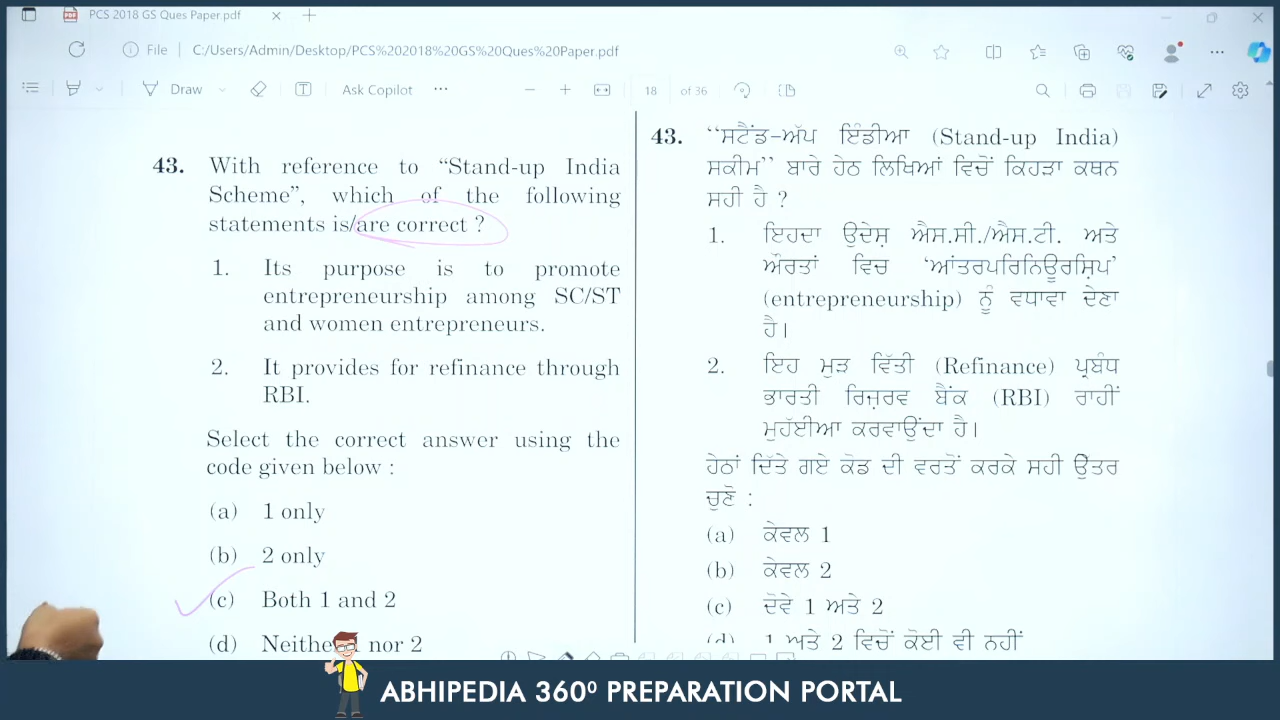 PCS 2018 GS Ques Paper.pdf
File C:/Users/Admin/Desktop/PCS%202018%20GS%20Ques%20Paper.pdf
Draw Ask Copilot 18 of 36
43. With reference to “Stand-up India
Scheme”, which of the following
statements is/are correct ?
1. Its purpose is to promote
entrepreneurship among SC/ST
and women entrepreneurs.
2. It provides for refinance through
RBI.
Select the correct answer using the
code given below :
(a) 1 only
(b) 2 only
(c) Both 1 and 2
(d) Neithe 1 nor 2
43. “ਸਟੈਂਡ-ਅੱਪ ਇੰਡੀਆ (Stand-up India)
ਸਕੀਮ” ਬਾਰੇ ਹੇਠ ਲਿਖਿਆਂ ਵਿਚੋਂ ਕਿਹੜਾ ਕਥਨ
ਸਹੀ ਹੈ ?
1. ਇਹਦਾ ਉਦੇਸ਼ ਐਸ.ਸੀ./ਐਸ.ਟੀ. ਅਤੇ
ਔਰਤਾਂ ਵਿਚ ‘ਆਂਤਰਪਰਿਨਿਊਰਸ਼ਿਪ’
(entrepreneurship) ਨੂੰ ਵਧਾਵਾ ਦੇਣਾ
ਹੈ।
2. ਇਹ ਮੁੜ ਵਿੱਤੀ (Refinance) ਪ੍ਰਬੰਧ
ਭਾਰਤੀ ਰਿਜ਼ਰਵ ਬੈਂਕ (RBI) ਰਾਹੀਂ
ਮੁਹੱਈਆ ਕਰਵਾਉਂਦਾ ਹੈ।
ਹੇਠਾਂ ਦਿੱਤੇ ਗਏ ਕੋਡ ਦੀ ਵਰਤੋਂ ਕਰਕੇ ਸਹੀ ਉੱਤਰ
ਚੁਣੋ :
(a) ਕੇਵਲ 1
(b) ਕੇਵਲ 2
(c) ਦੋਵੇ 1 ਅਤੇ 2
(d) 1 ਅਤੇ 2 ਵਿਚੋਂ ਕੋਈ ਵੀ ਨਹੀਂ
ABHIPEDIA 360⁰ PREPARATION PORTAL